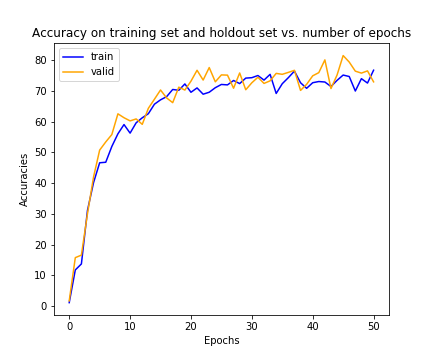 Accuracy on training set and holdout set vs. number of epochs
train
valid
Accuracies
80
70
60
50
40
30
20
10
0
0 10 20 30 40 50
Epochs